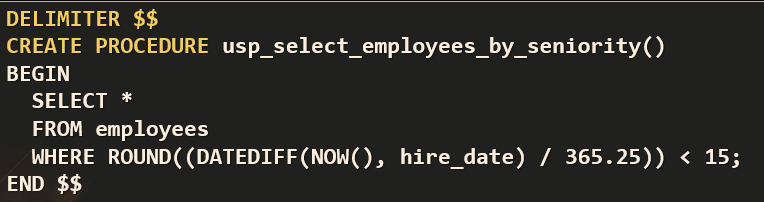 DELIMITER $$
CREATE PROCEDURE usp_select_employees_by_seniority()
BEGIN
  SELECT *
  FROM employees
  WHERE ROUND((DATEDIFF(NOW(), hire_date) / 365.25)) < 15;
END $$